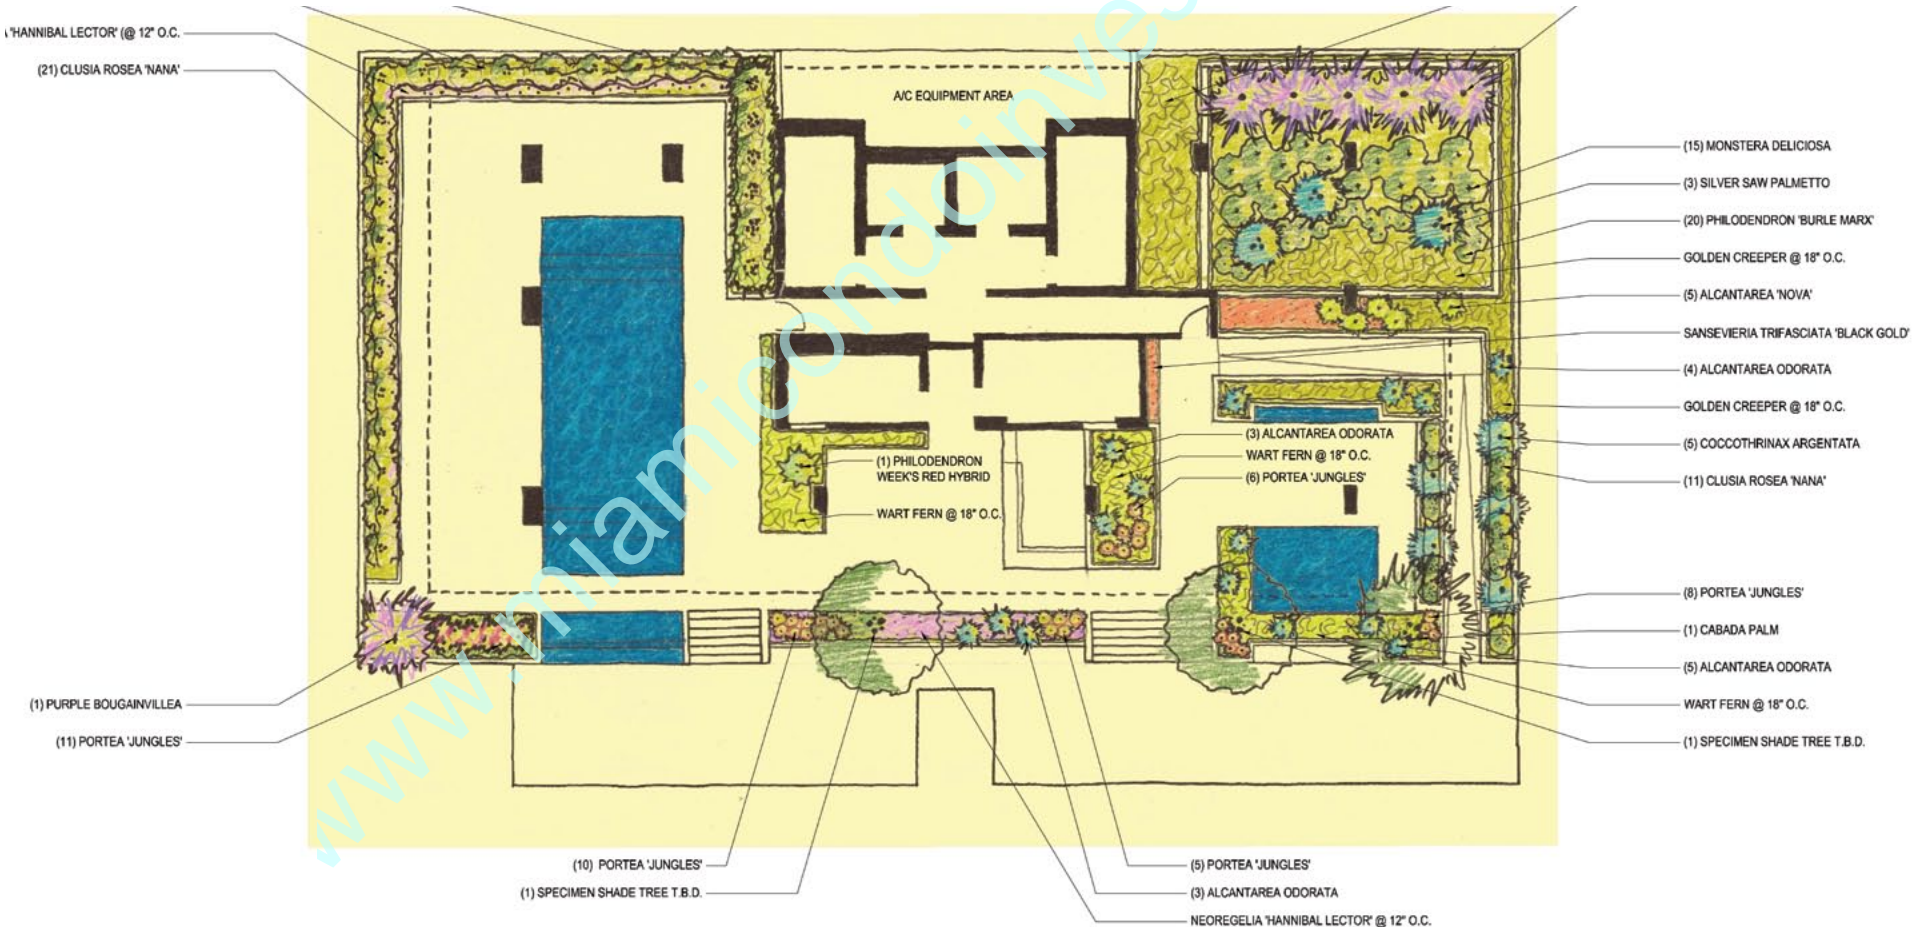 'HANNIBAL LECTOR' (@ 12" O.C.
(21) CLUSIA ROSEA 'NANA'
A/C EQUIPMENT AREA
(15) MONSTERA DELICIOSA
(3) SILVER SAW PALMETTO
(20) PHILODENDRON 'BURLE MARX'
GOLDEN CREEPER @ 18" O.C.
(5) ALCANTAREA 'NOVA'
SANSEVIERIA TRIFASCIATA 'BLACK GOLD'
(4) ALCANTAREA ODORATA
GOLDEN CREEPER @ 18" O.C.
(5) COCCOTHRINAX ARGENTATA
(11) CLUSIA ROSEA 'NANA'
(3) ALCANTAREA ODORATA
WART FERN @ 18" O.C.
(6) PORTEA 'JUNGLES'
(1) PHILODENDRON
WEEK'S RED HYBRID
WART FERN @ 18" O.C.
(8) PORTEA 'JUNGLES'
(1) CABADA PALM
(5) ALCANTAREA ODORATA
WART FERN @ 18" O.C.
(1) SPECIMEN SHADE TREE T.B.D.
(1) PURPLE BOUGAINVILLEA
(11) PORTEA 'JUNGLES'
(10) PORTEA 'JUNGLES'
(1) SPECIMEN SHADE TREE T.B.D.
(5) PORTEA 'JUNGLES'
(3) ALCANTAREA ODORATA
NEOREGELIA 'HANNIBAL LECTOR' @ 12" O.C.
www.miamicondoinves